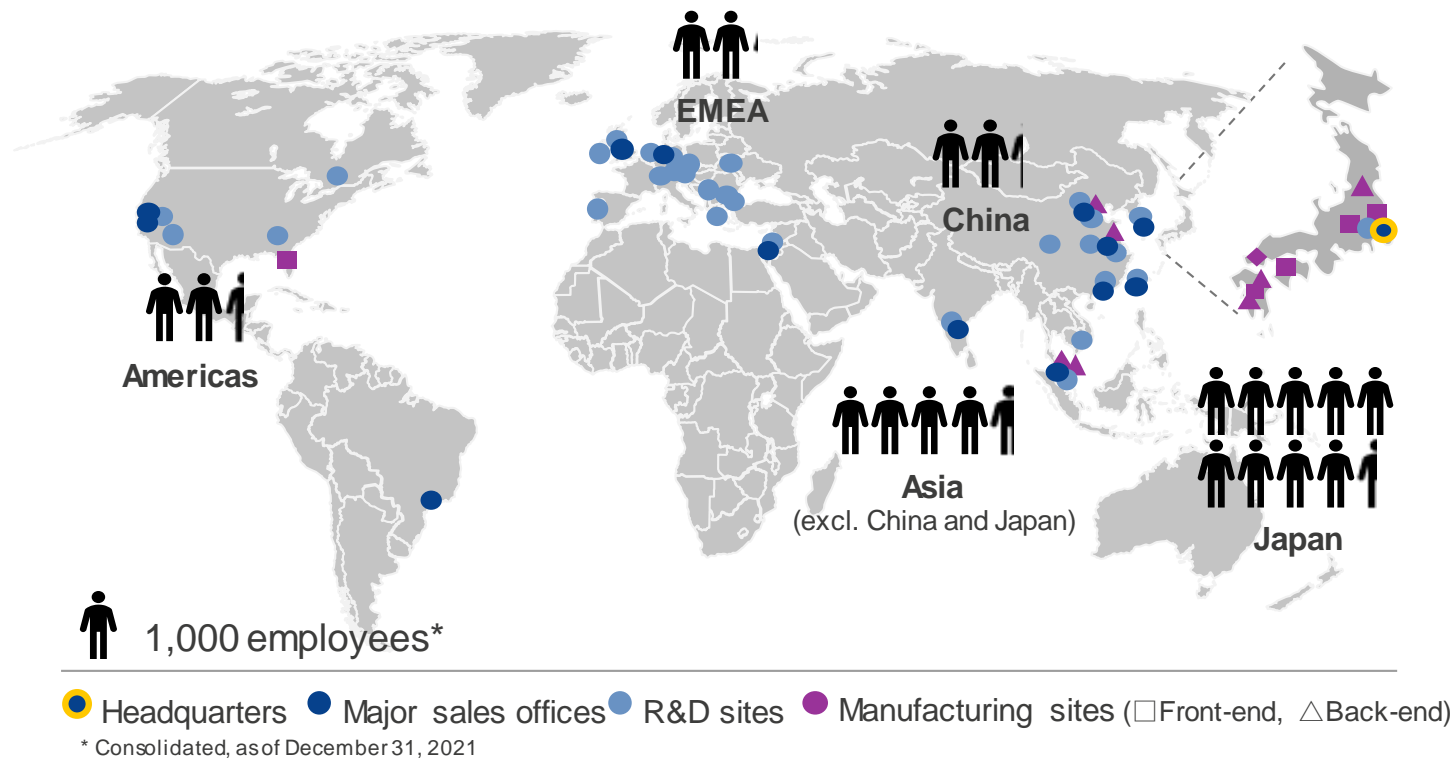 EMEA
China
Americas
Asia
(excl. China and Japan)
Japan
1,000 employees*
Headquarters Major sales offices R&D sites Manufacturing sites (□Front-end, △Back-end)
* Consolidated, as of December 31, 2021